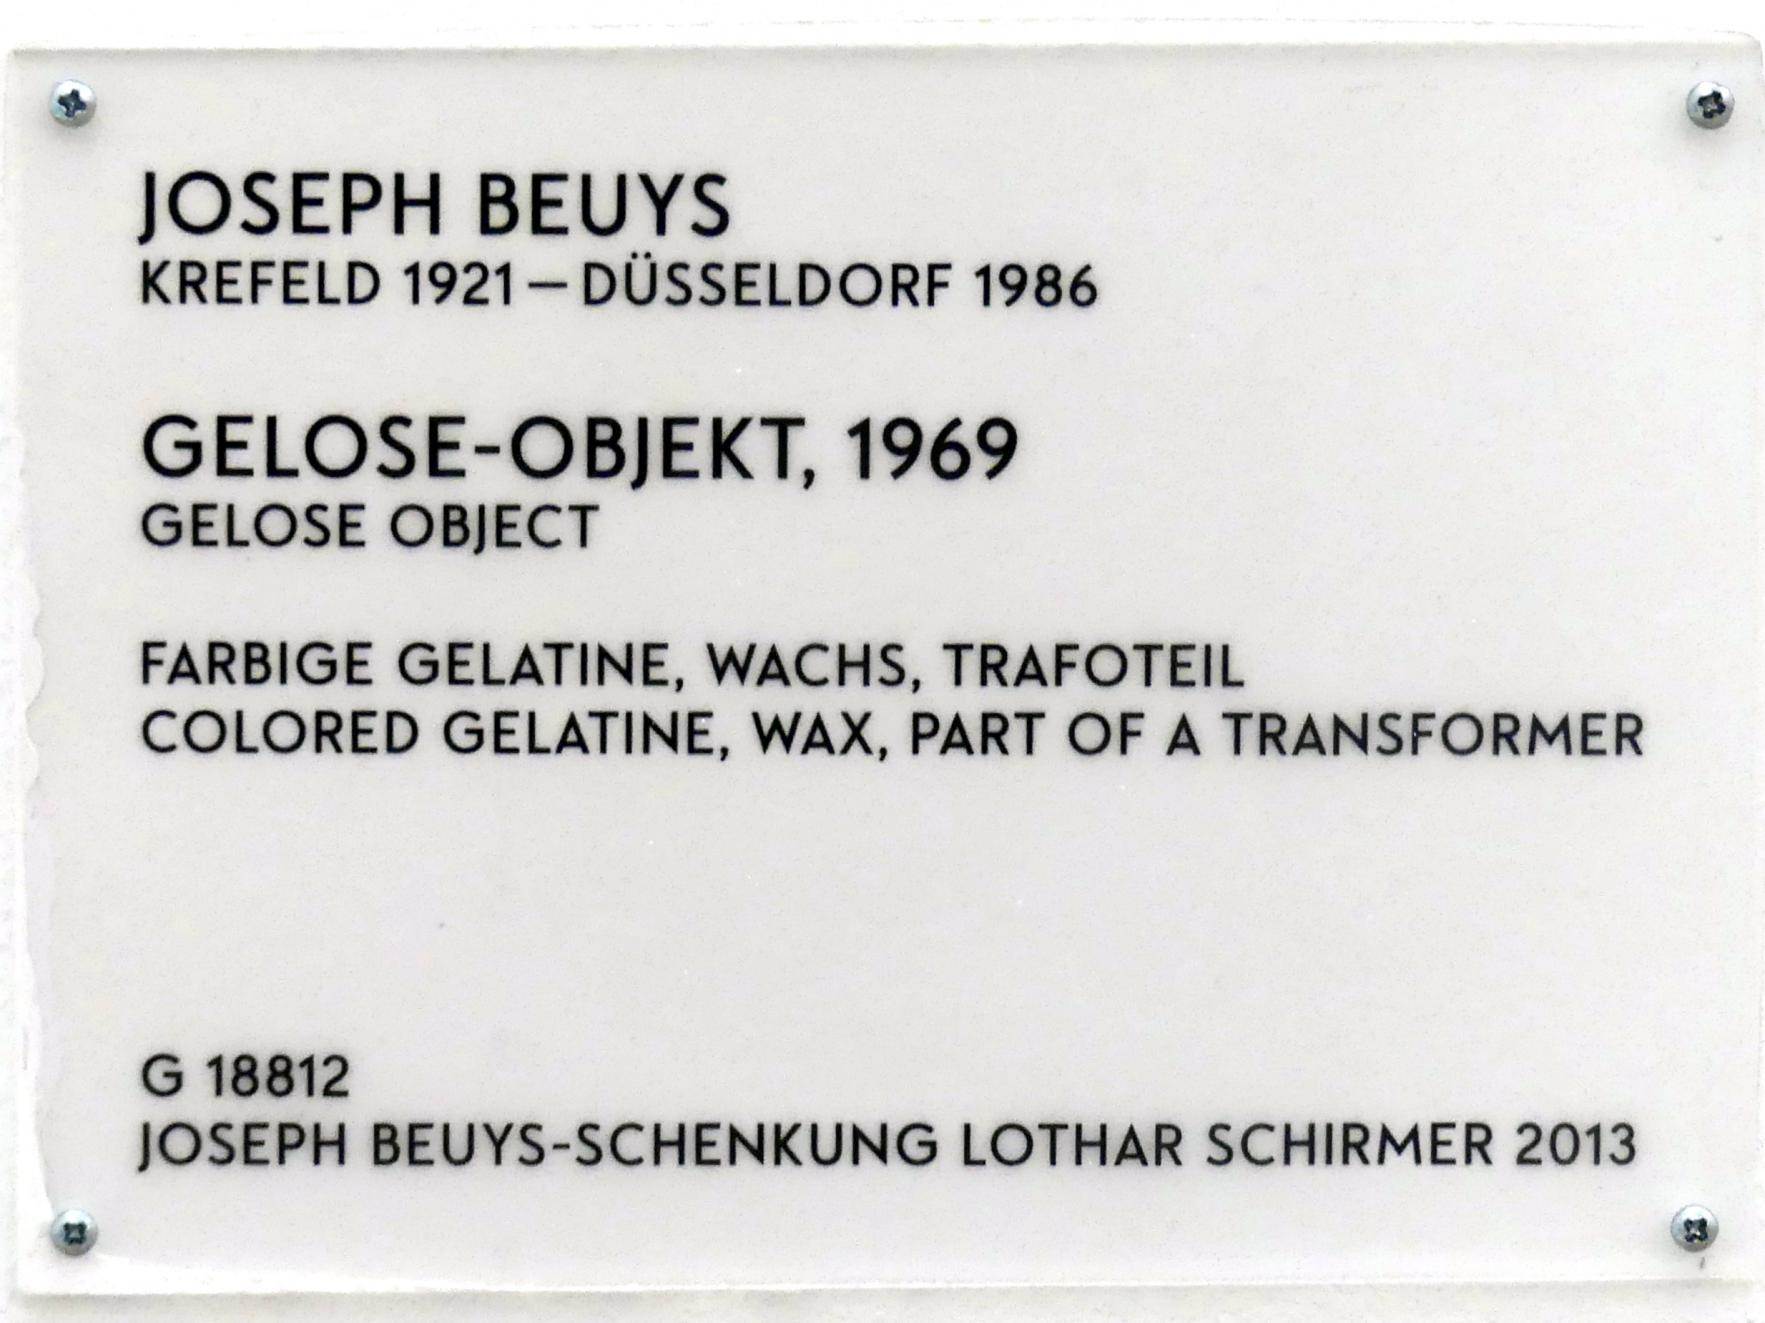 JOSEPH BEUYS
KREFELD 1921 – DÜSSELDORF 1986
GELOSE-OBJEKT, 1969
GELOSE OBJECT
FARBIGE GELATINE, WACHS, TRAFOTEIL
COLORED GELATINE, WAX, PART OF A TRANSFORMER
G 18812
JOSEPH BEUYS-SCHENKUNG LOTHAR SCHIRMER 2013